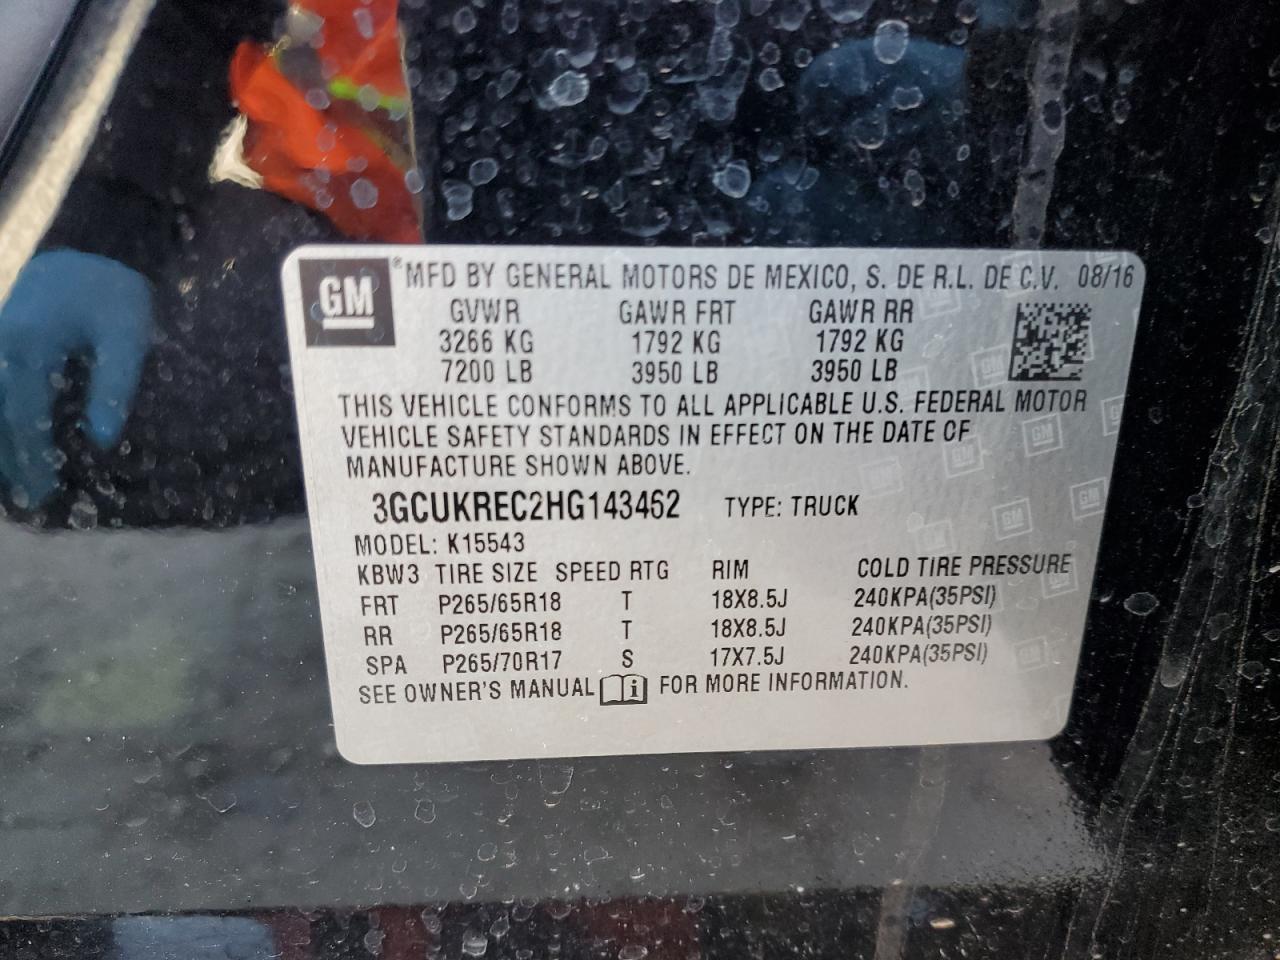 GM ® MFD BY GENERAL MOTORS DE MEXICO, S. DE R.L. DE C.V. 08/16
GVWR GAWR FRT GAWR RR
3266 KG 1792 KG 1792 KG
7200 LB 3950 LB 3950 LB
THIS VEHICLE CONFORMS TO ALL APPLICABLE U.S. FEDERAL MOTOR
VEHICLE SAFETY STANDARDS IN EFFECT ON THE DATE OF
MANUFACTURE SHOWN ABOVE.
3GCUKREC2HG143462 TYPE: TRUCK
MODEL: K15543
KBW3 TIRE SIZE SPEED RTG RIM COLD TIRE PRESSURE
FRT P265/65R18 T 18X8.5J 240KPA(35PSI)
RR P265/65R18 T 18X8.5J 240KPA(35PSI)
SPA P265/70R17 S 17X7.5J 240KPA(35PSI)
SEE OWNER'S MANUAL i FOR MORE INFORMATION.